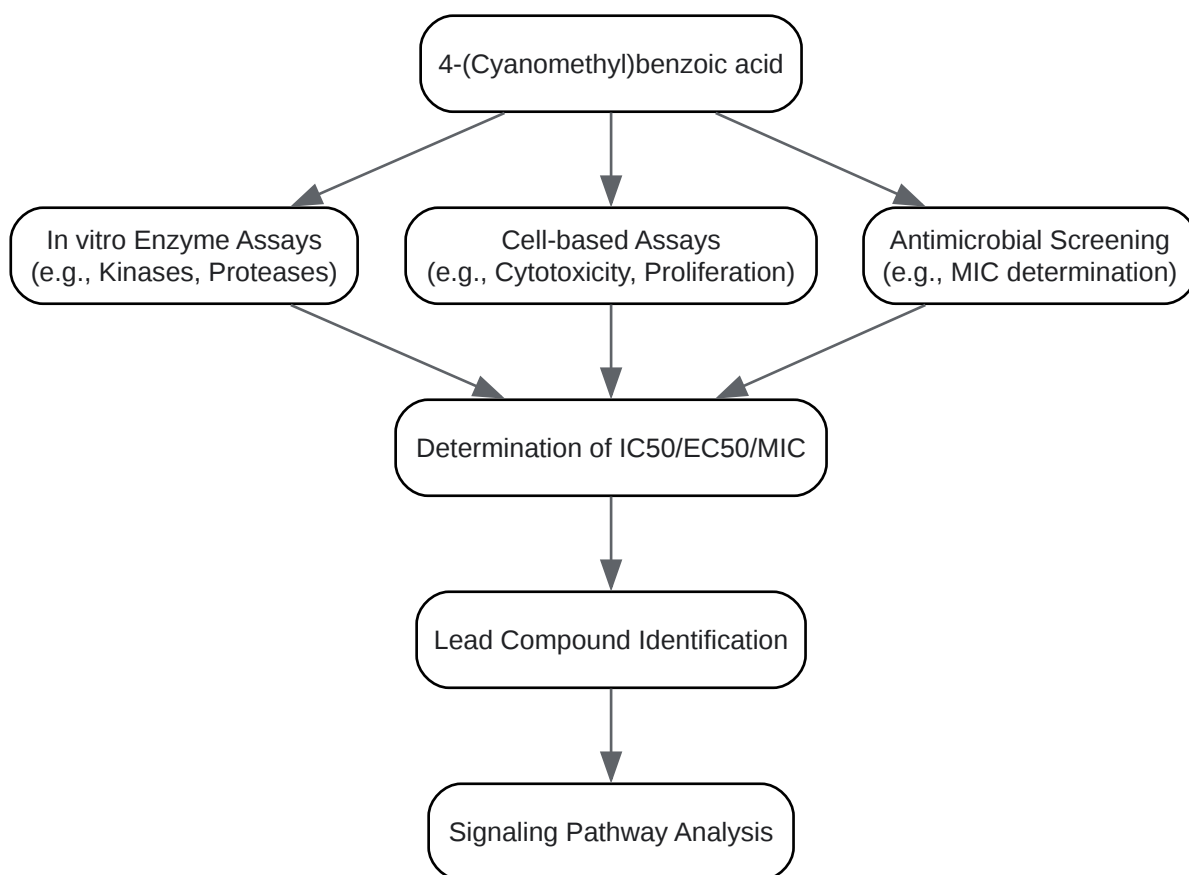 4-(Cyanomethyl)benzoic acid
In vitro Enzyme Assays
(e.g., Kinases, Proteases)
Cell-based Assays
(e.g., Cytotoxicity, Proliferation)
Antimicrobial Screening
(e.g., MIC determination)
Determination of IC50/EC50/MIC
Lead Compound Identification
Signaling Pathway Analysis